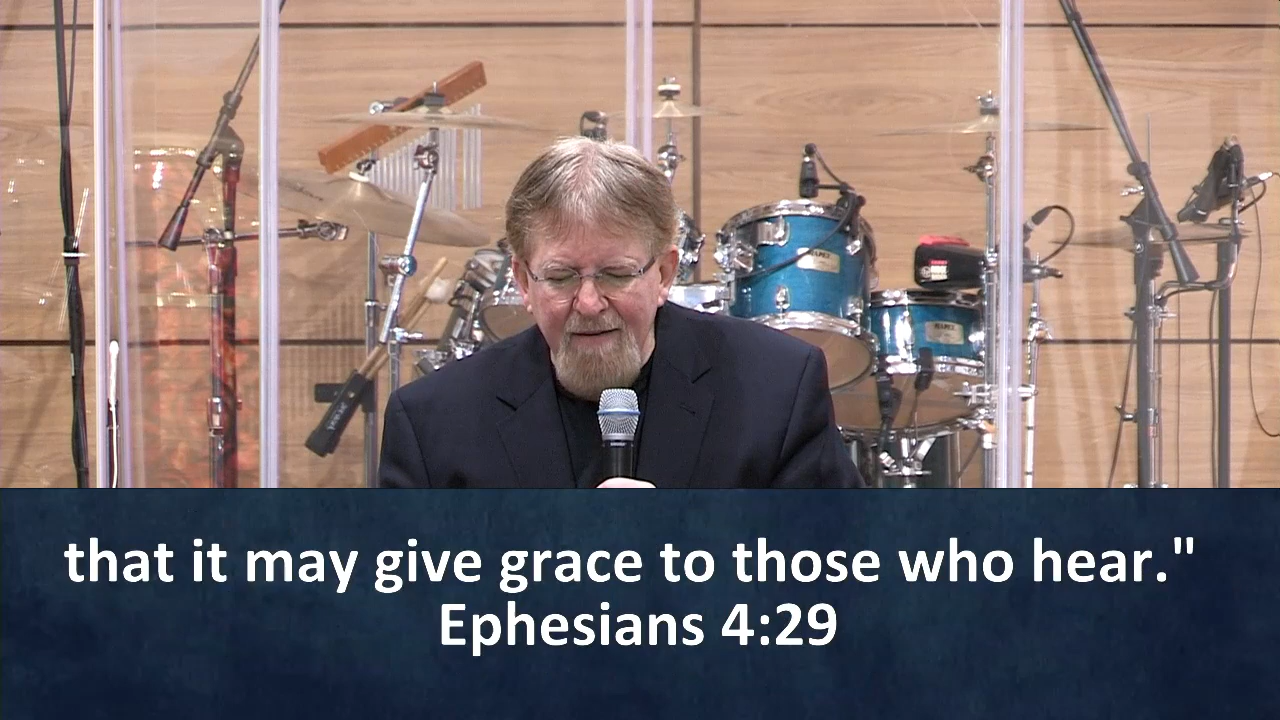 that it may give grace to those who hear."
Ephesians 4:29